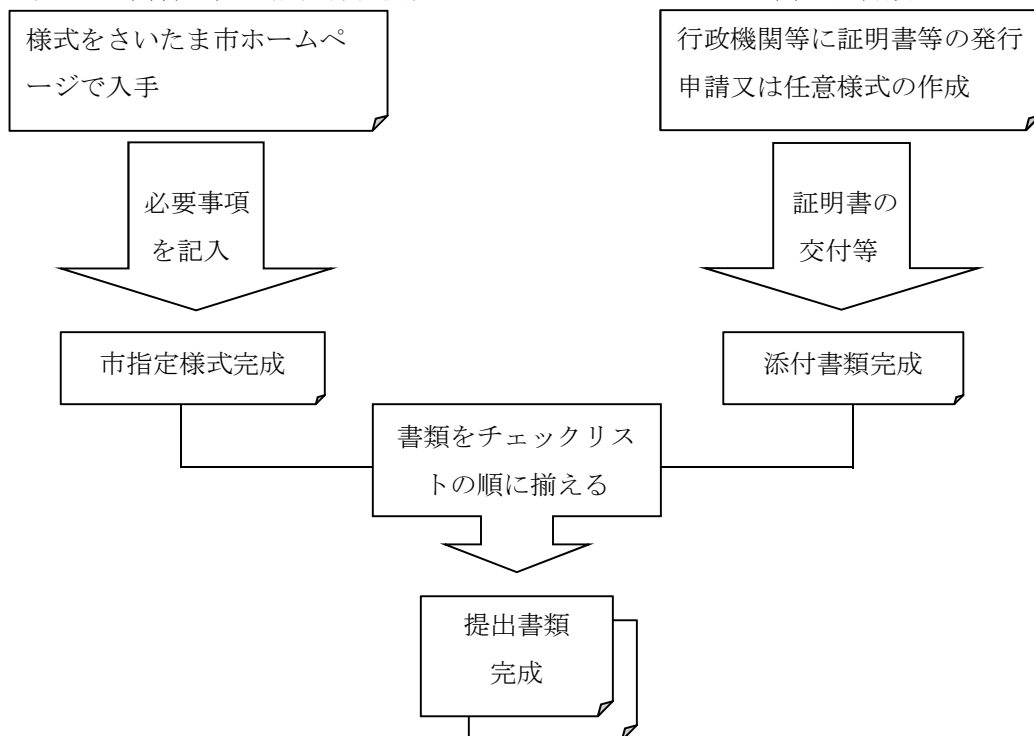 様式をさいたま市ホームペ
ージで入手
行政機関等に証明書等の発行
申請又は任意様式の作成
必要事項
を記入
証明書の
交付等
市指定様式完成
添付書類完成
書類をチェックリス
トの順に揃える
提出書類
完成